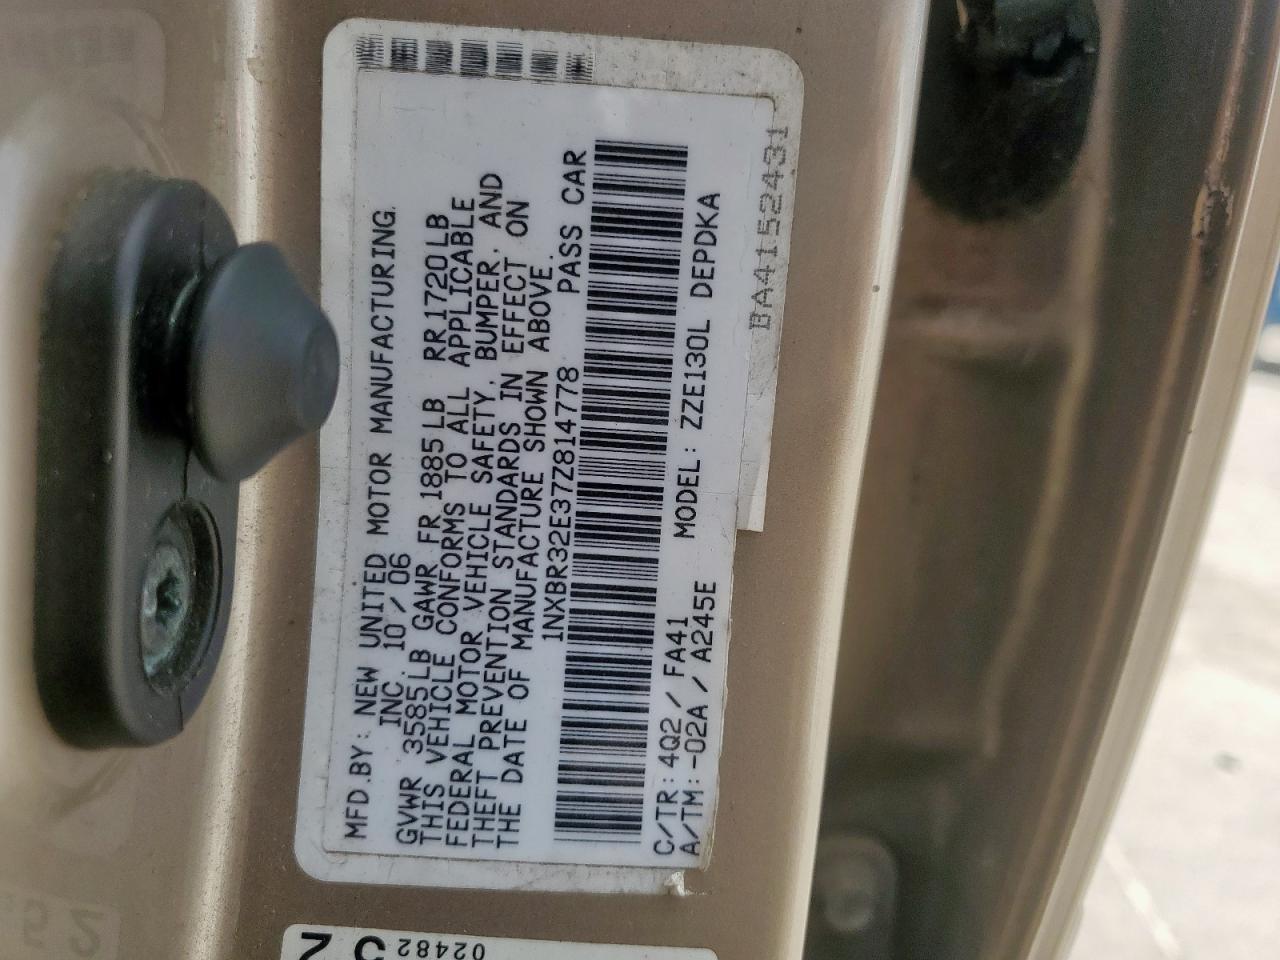 MFD.BY: NEW UNITED MOTOR MANUFACTURING.
INC. 10/06
GVWR 3585LB GAWR FR 1885LB RR 1720LB
THIS VEHICLE CONFORMS TO ALL APPLICABLE
FEDERAL MOTOR VEHICLE SAFETY, BUMPER, AND
THEFT PREVENTION STANDARDS IN EFFECT ON
THE DATE OF MANUFACTURE SHOWN ABOVE.
1NXBR32E37Z814778 PASS CAR
C/TR: 4Q2 / FA41 MODEL: ZZE130L DEPDKA
A/TM: -02A / A245E
BA4152431
02482